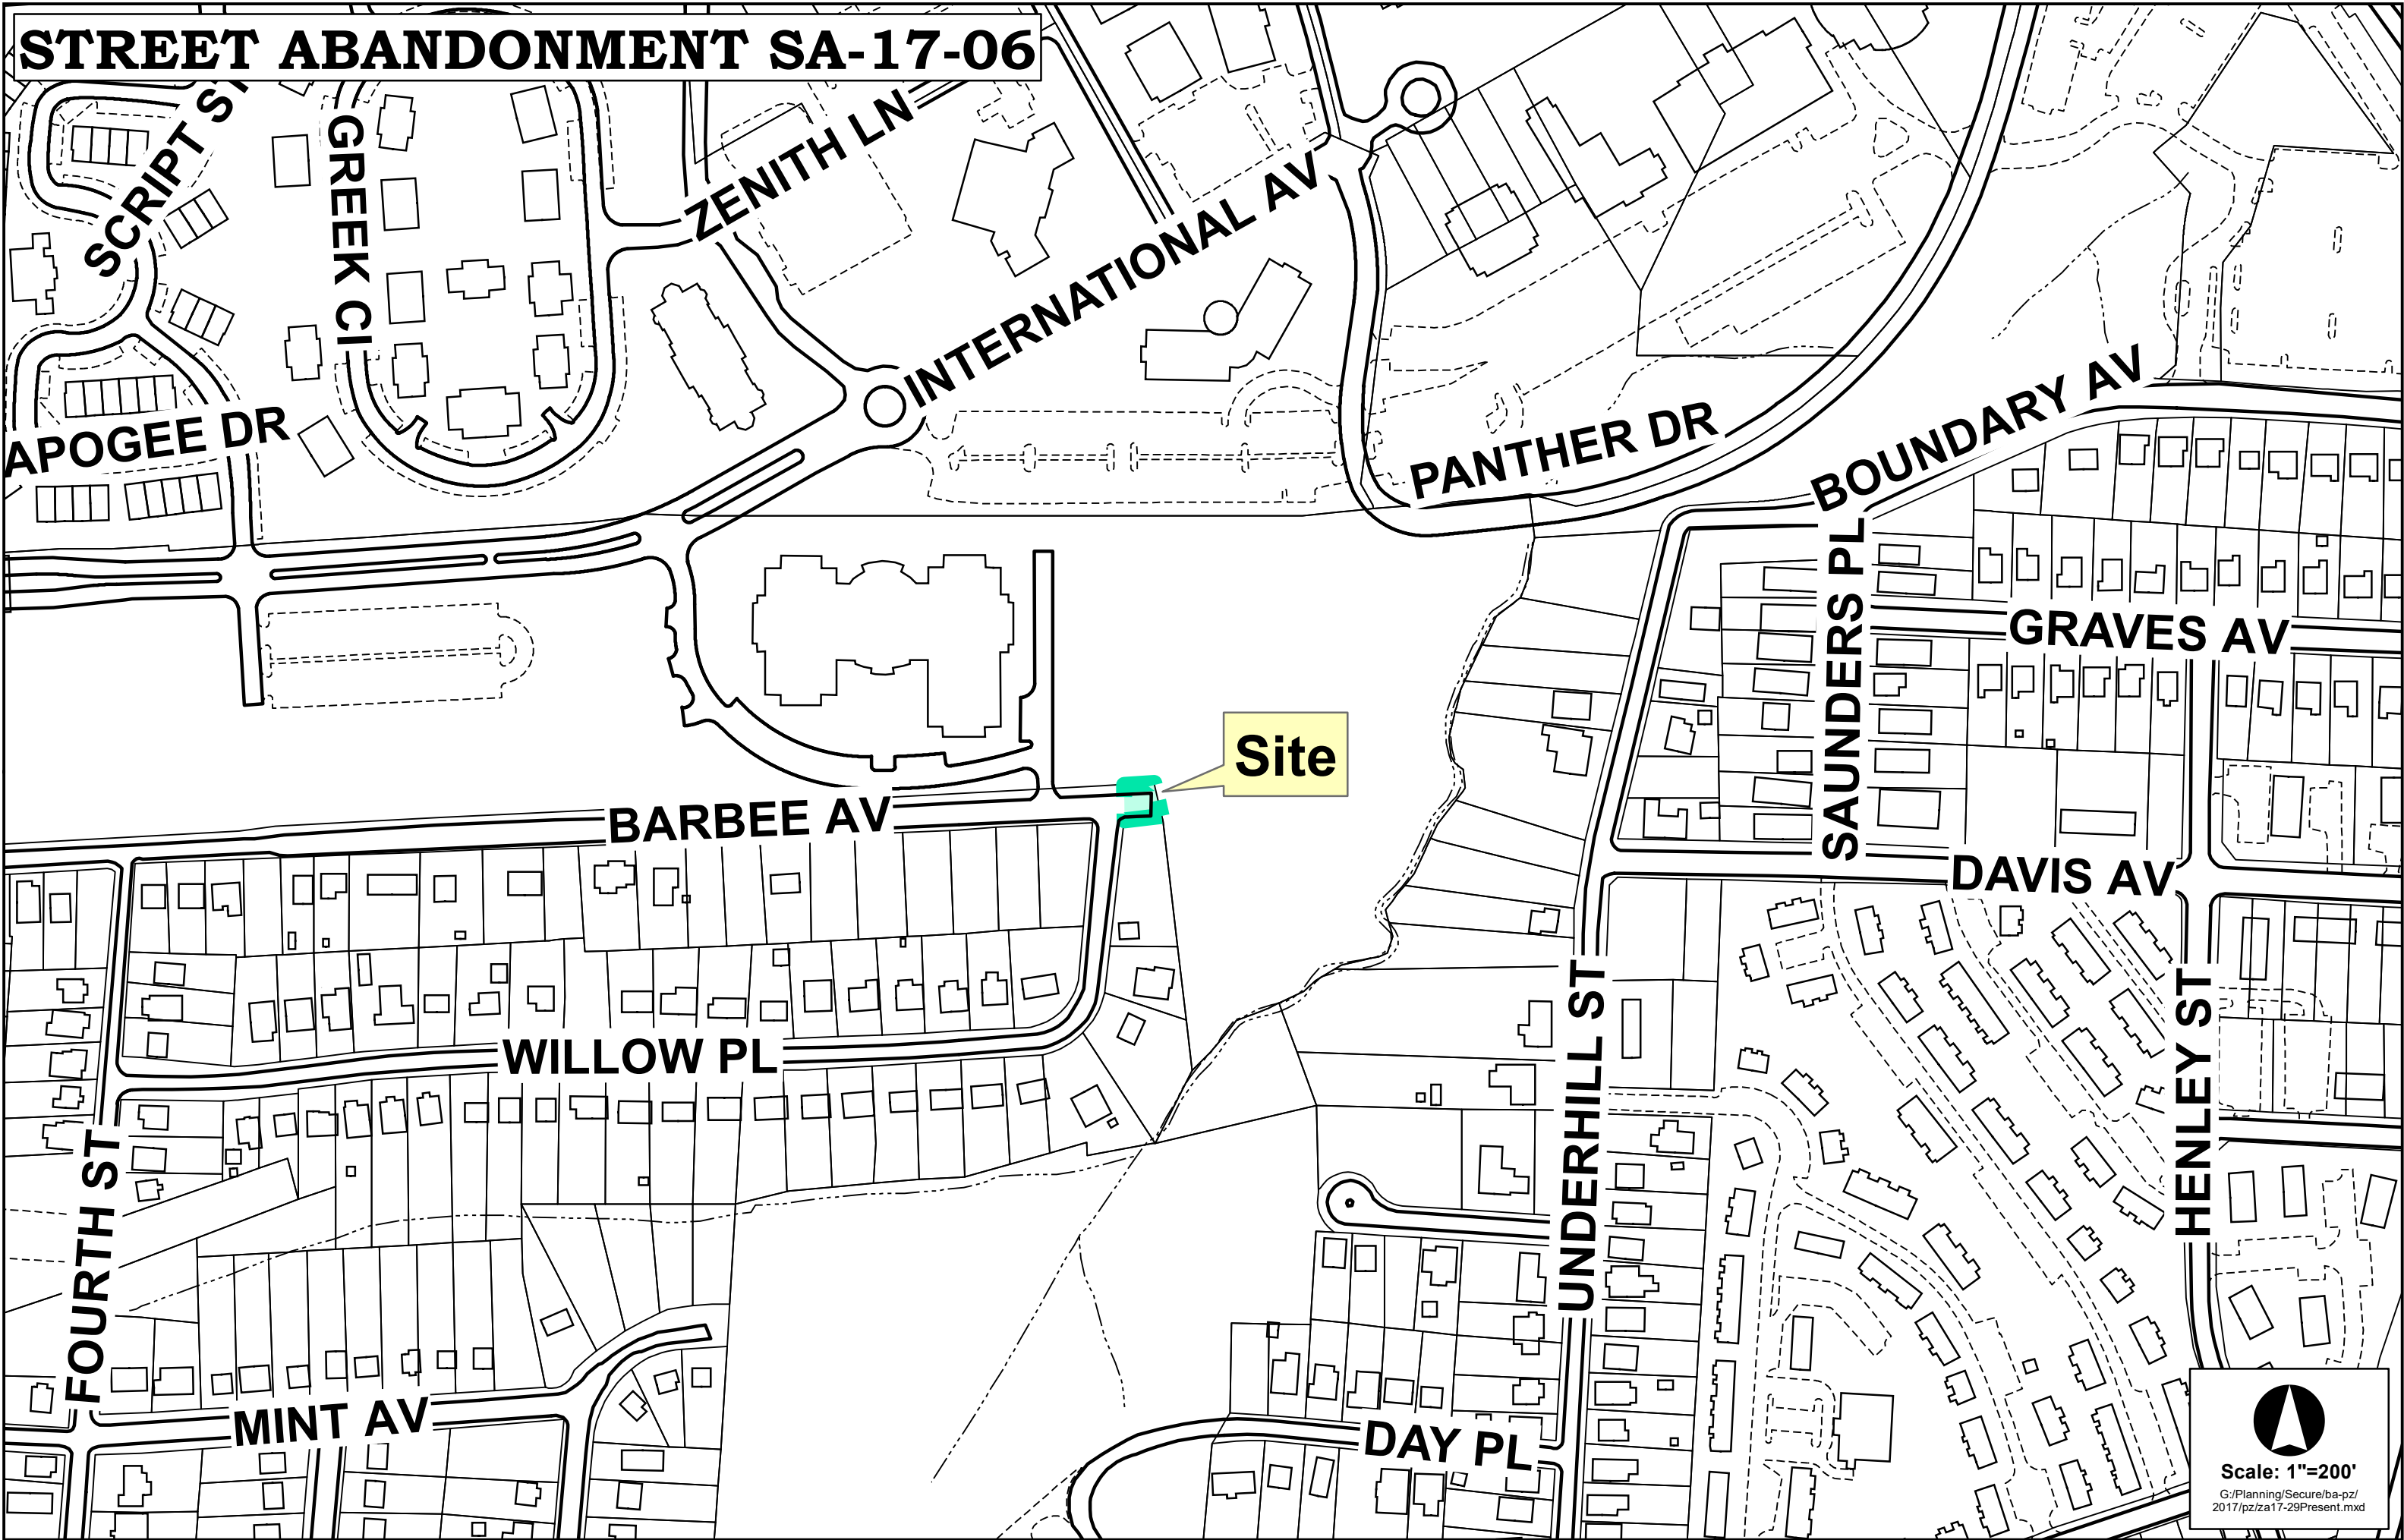 STREET ABANDONMENT SA-17-06
SCRIPT ST
GREEK CI
ZENITH LN
INTERNATIONAL AV
APOGEE DR
PANTHER DR
BOUNDARY AV
SAUNDERS PL
GRAVES AV
Site
BARBEE AV
DAVIS AV
WILLOW PL
UNDERHILL ST
HENLEY ST
FOURTH ST
MINT AV
DAY PL
Scale: 1"=200'
G:/Planning/Secure/ba-pz/
2017/pz/za17-29Present.mxd